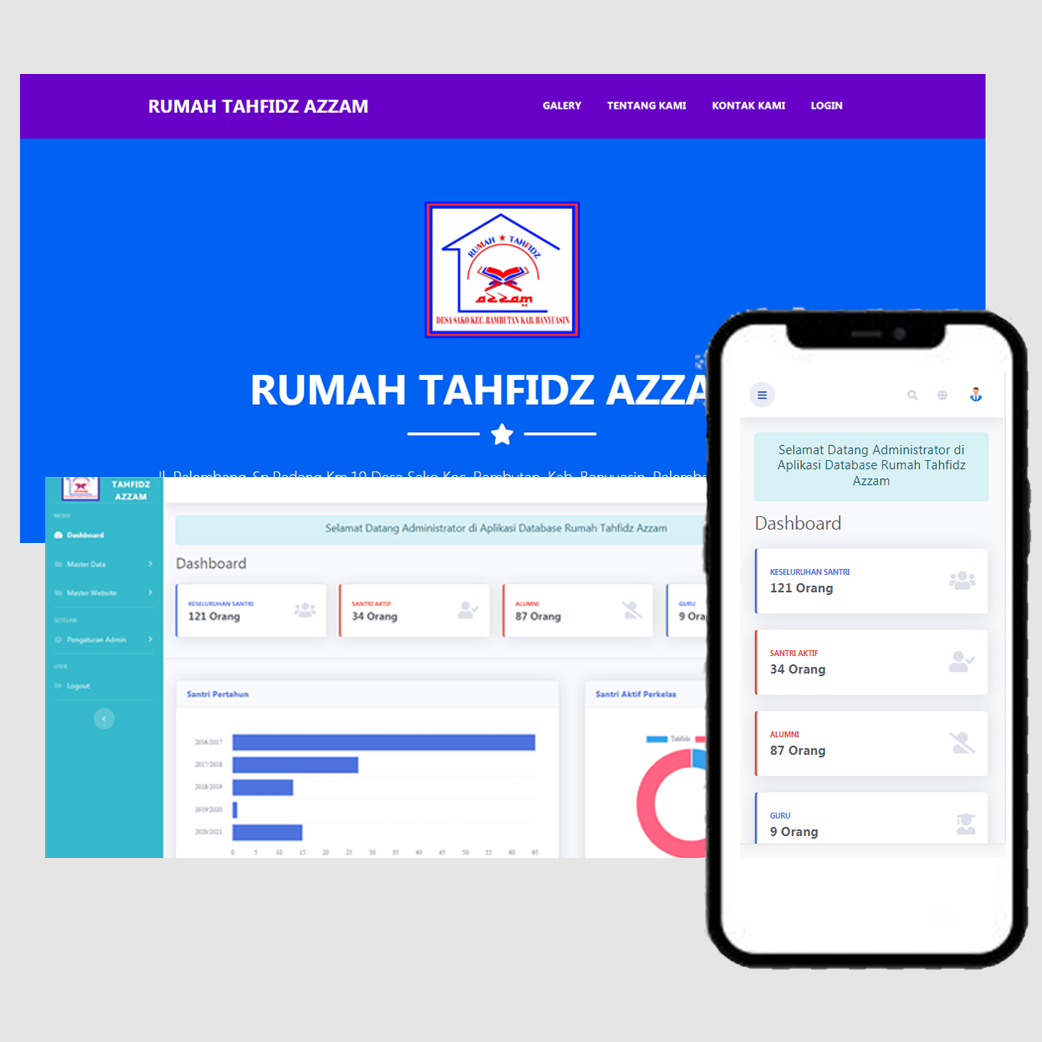 RUMAH TAHFIDZ AZZAM
GALERY TENTANG KAMI KONTAK KAMI LOGIN
RUMAH ★ TAHFIDZ
azzam
DESA SAKO KEC. RAMBUTAN KAB. BANYUASIN
RUMAH TAHFIDZ AZZA
Jl. Palembang, Sp Padang Km 19 Desa Sako Kec. Rambutan, Kab. Banyuasin, Palemba
TAHFIDZ
AZZAM
MENU
Dashboard
Master Data
Master Website
Pengaturan Admin
USER
Logout
Selamat Datang Administrator di Aplikasi Database Rumah Tahfidz Azzam
Dashboard
KESELURUHAN SANTRI
121 Orang
SANTRI AKTIF
34 Orang
ALUMNI
87 Orang
GURU
9 Ora
Santri Pertahun
2016/2017
2017/2018
2018/2019
2019/2020
2020/2021
0 5 10 15 20 25 30 35 40 45 50 55 60 65
Santri Aktif Perkelas
Tahfidz
Selamat Datang Administrator di
Aplikasi Database Rumah Tahfidz
Azzam
Dashboard
KESELURUHAN SANTRI
121 Orang
SANTRI AKTIF
34 Orang
ALUMNI
87 Orang
GURU
9 Orang